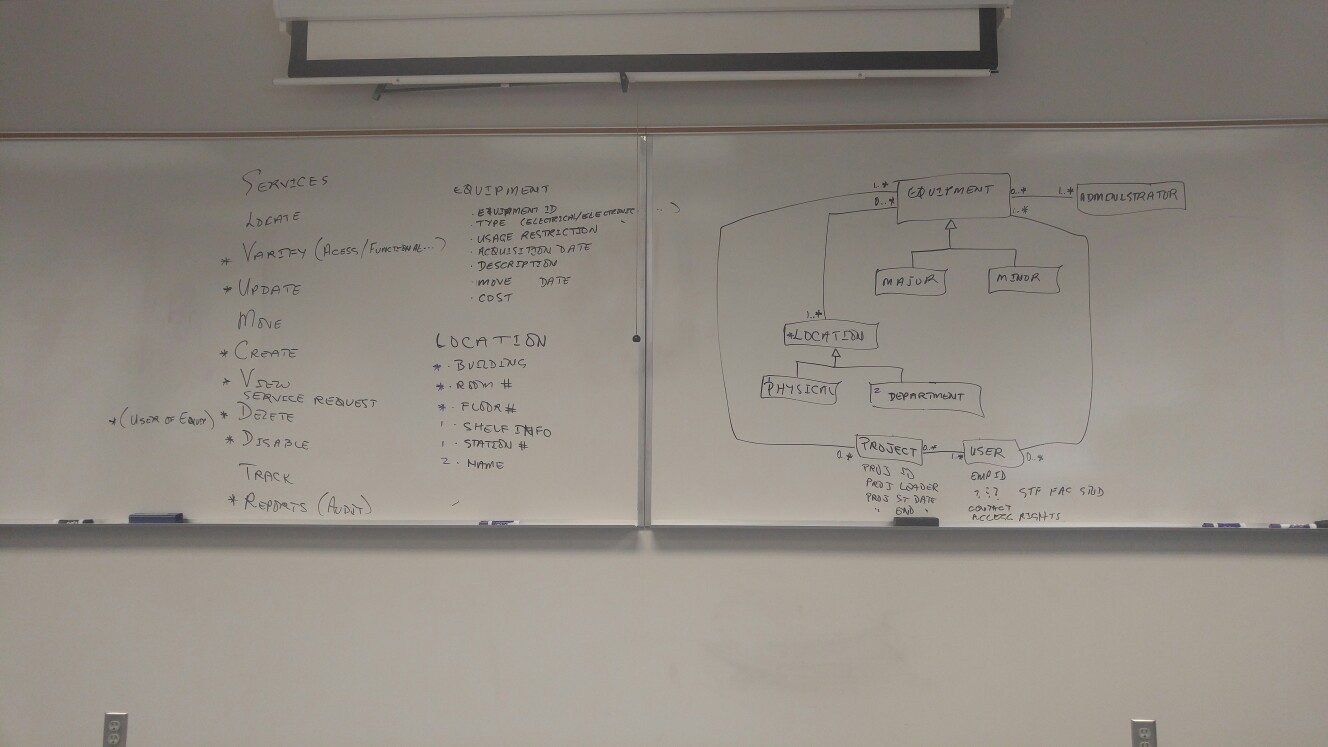 SERVICES
LOCATE
* VARIFY (ACESS/FUNCTIONAL...)
* UPDATE
MOVE
* CREATE
* VIEW
SERVICE REQUEST
*(USER OF EQUIP) * DELETE
* DISABLE
TRACK
* REPORTS (AUDIT)
EQUIPMENT
· EQUIPMENT ID
· TYPE (ELECTRICAL/ELECTRONIC ...)
· USAGE RESTRICTION
· ACQUISITION DATE
· DESCRIPTION
· MOVE DATE
· COST
LOCATION
* · BUILDING
* · ROOM #
* · FLOOR #
1 · SHELF INFO
1 · STATION #
2 · NAME
1..* EQUIPMENT 0..* 1..* ADMINISTRATOR
0..* 1..*
MAJOR MINOR
1..*
*LOCATION
1 PHYSICAL 2 DEPARTMENT
0..* PROJECT 0..* 1..* USER 0..*
PROJ ID
PROJ LEADER
PROJ ST DATE
" END "
EMP ID
STF FAC STUD
CONTACT
ACCESS RIGHTS